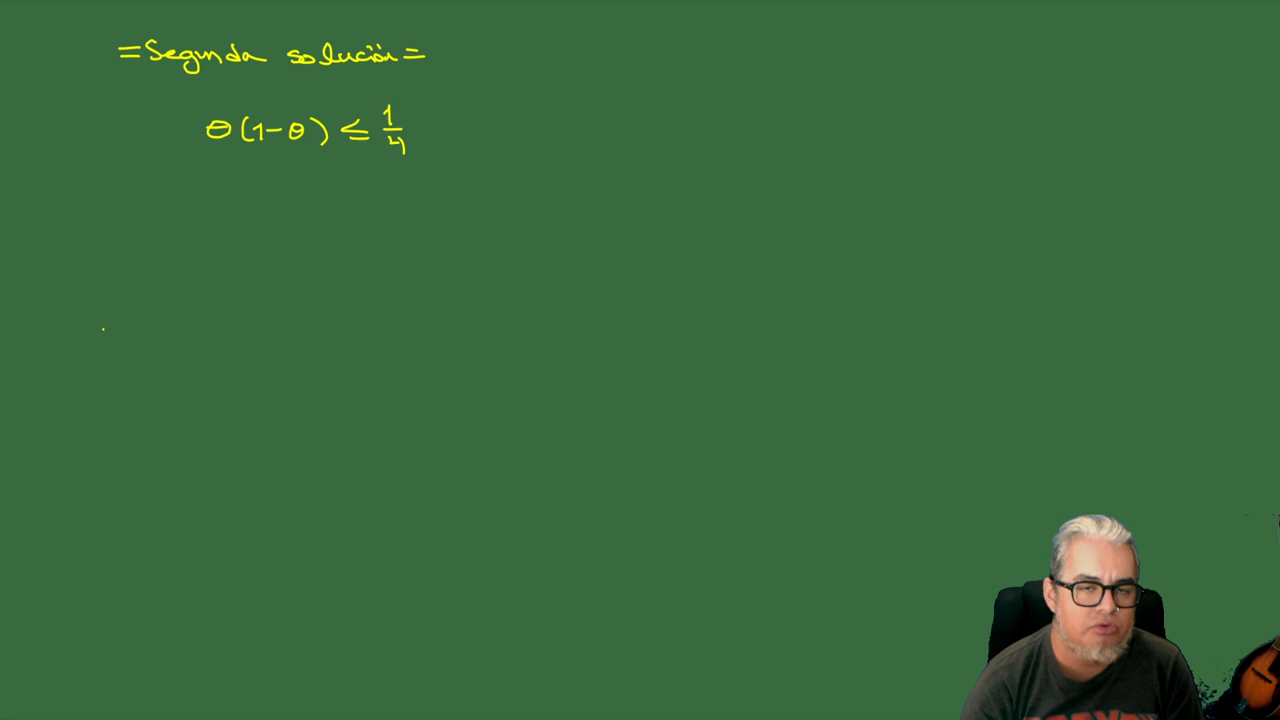 =Segunda solución=
θ(1-θ) ≤ 1/4